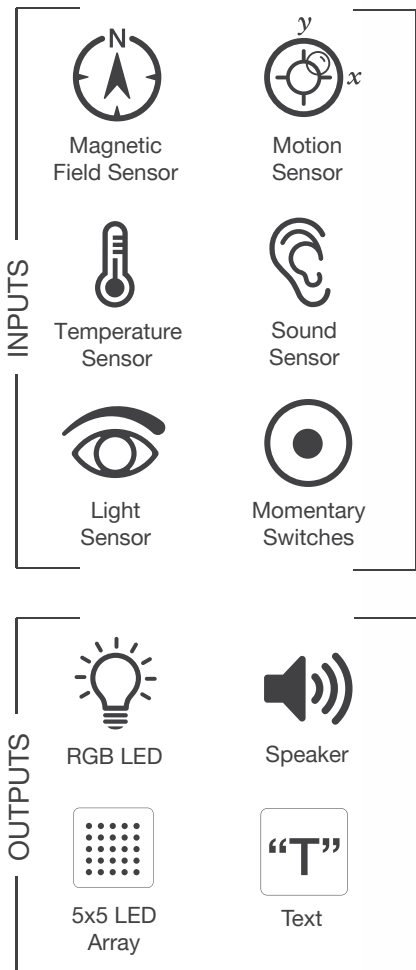 INPUTS
N
Magnetic
Field Sensor
y
x
Motion
Sensor
Temperature
Sensor
Sound
Sensor
Light
Sensor
Momentary
Switches
OUTPUTS
RGB LED
Speaker
5x5 LED
Array
“T”
Text